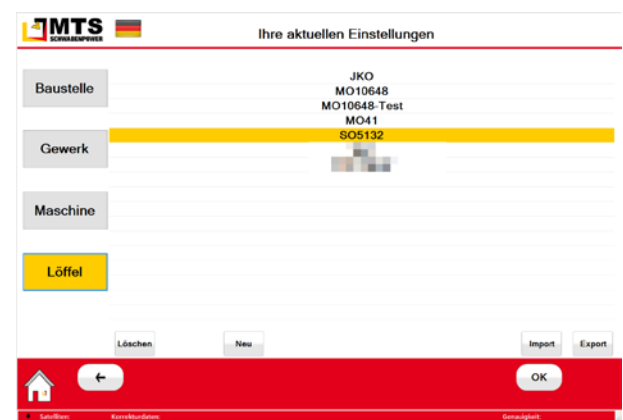 MTS
SCHWABENPOWER
Ihre aktuellen Einstellungen
Baustelle
Gewerk
Maschine
Löffel
JKO
MO10648
MO10648-Test
MO41
SO5132
Löschen
Neu
Import
Export
OK
Satelliten:
Korrekturdaten:
Genauigkeit: